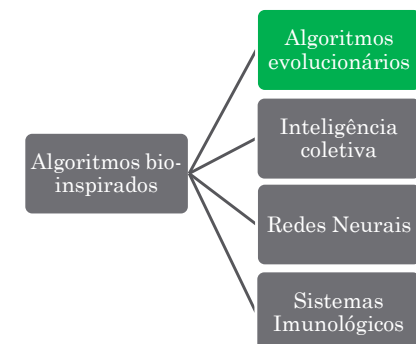 Algoritmos
evolucionários
Inteligência
coletiva
Algoritmos bio-
inspirados
Redes Neurais
Sistemas
Imunológicos